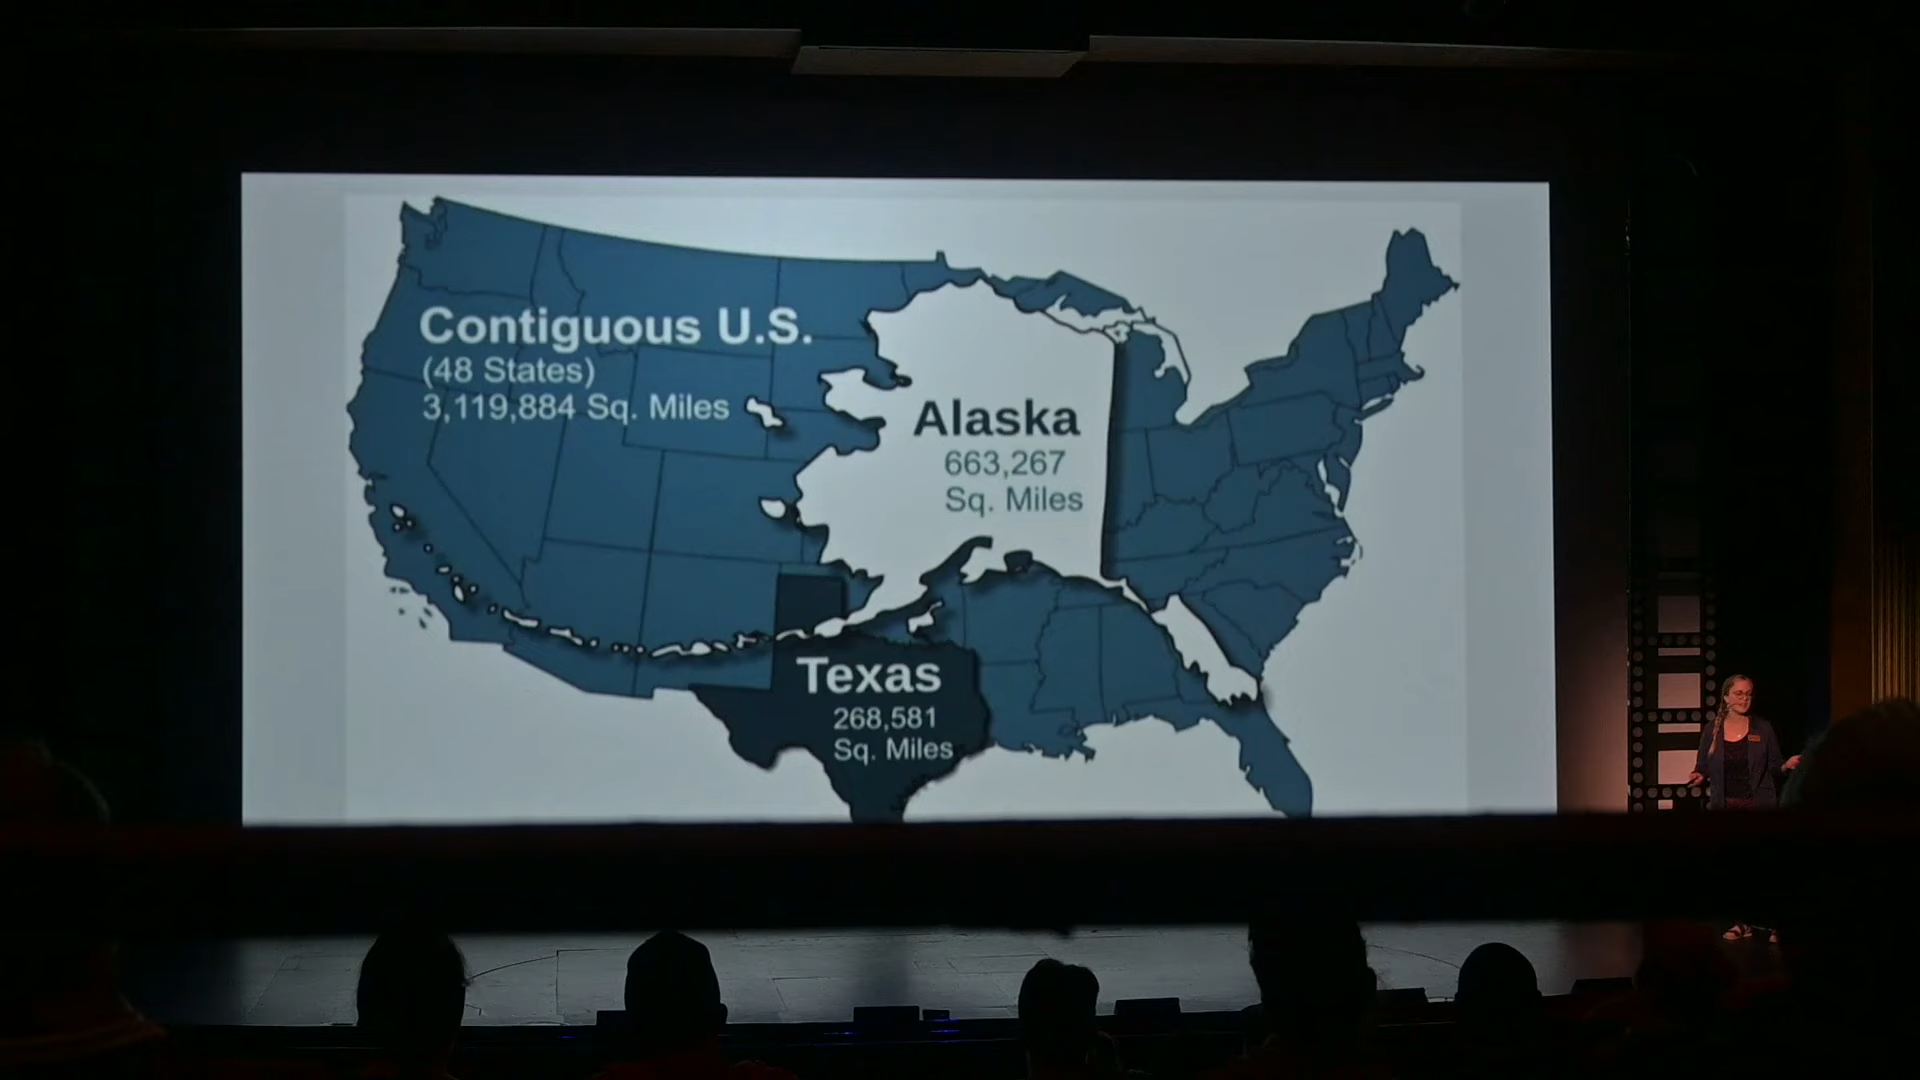 Contiguous U.S.
(48 States)
3,119,884 Sq. Miles
Alaska
663,267
Sq. Miles
Texas
268,581
Sq. Miles